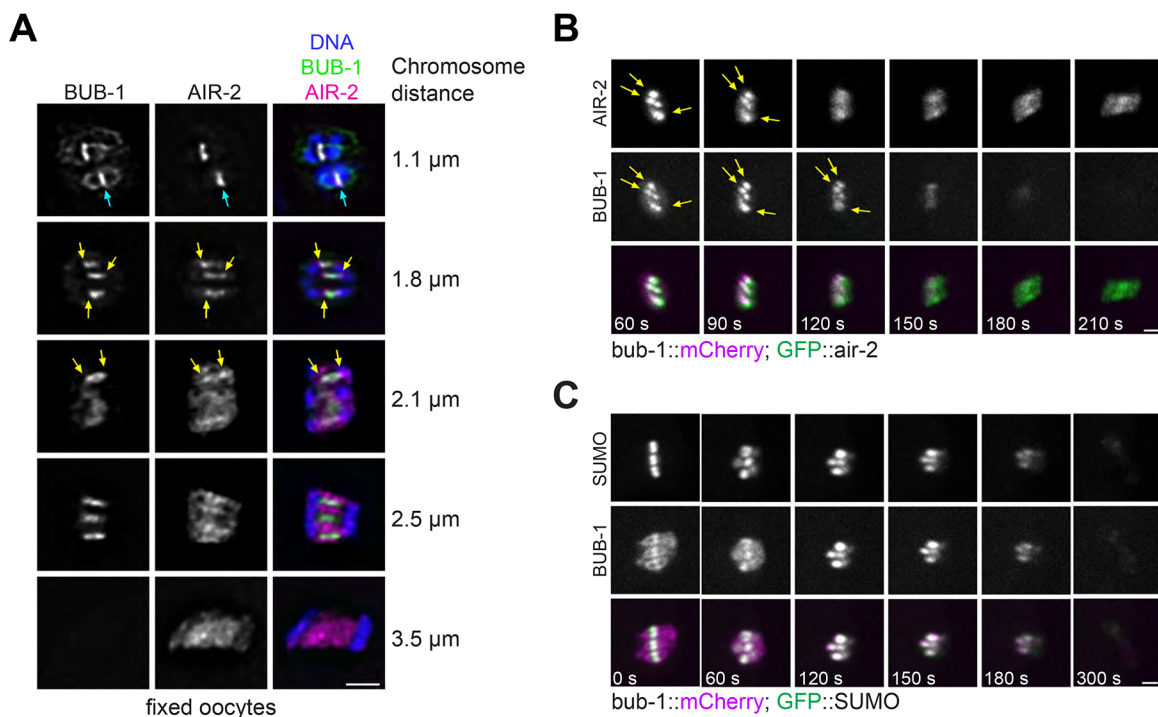 A
DNA
BUB-1
AIR-2
BUB-1
AIR-2
Chromosome
distance
1.1 µm
1.8 µm
2.1 µm
2.5 µm
3.5 µm
fixed oocytes
B
AIR-2
BUB-1
60 s
90 s
120 s
150 s
180 s
210 s
bub-1::mCherry; GFP::air-2
C
SUMO
BUB-1
0 s
60 s
120 s
150 s
180 s
300 s
bub-1::mCherry; GFP::SUMO